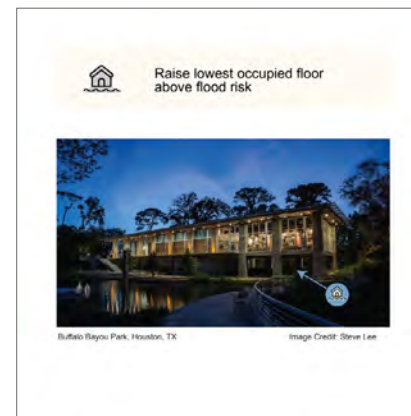 Raise lowest occupied floor
above flood risk
Buffalo Bayou Park, Houston, TX
Image Credit: Steve Lee